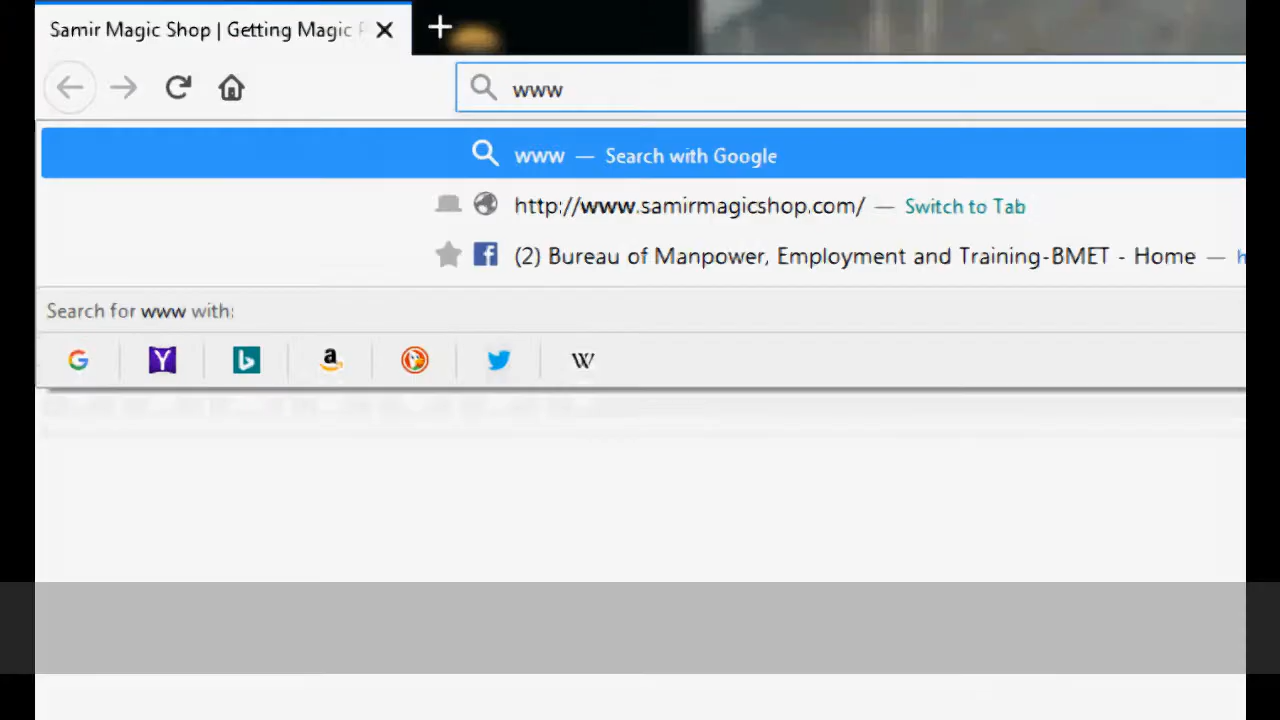 Samir Magic Shop | Getting Magic
www
www — Search with Google
http://www.samirmagicshop.com/ — Switch to Tab
(2) Bureau of Manpower, Employment and Training-BMET - Home —
Search for www with: